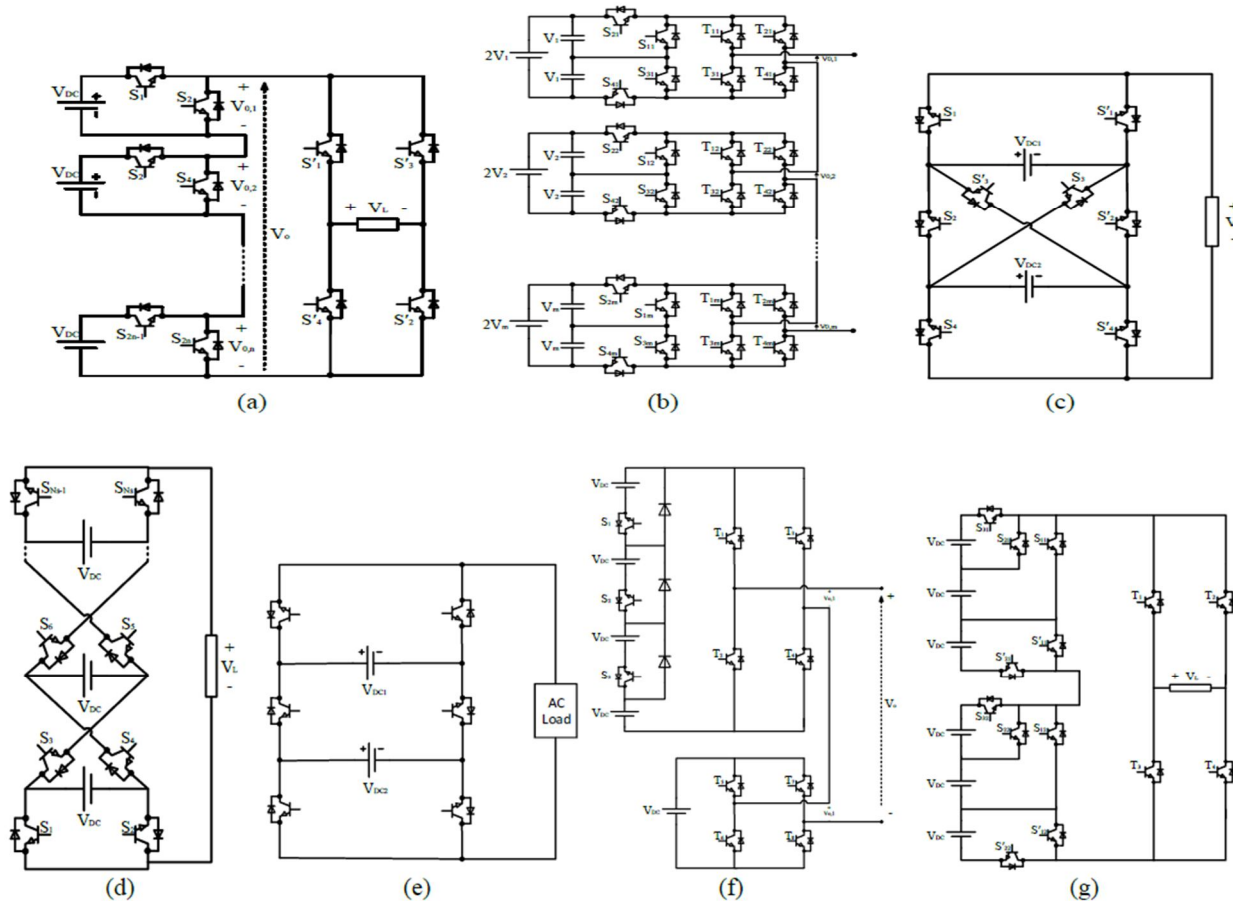 V_DC
S_1
S_2
+
V_0,1
-
V_DC
S_2
S_4
+
V_0,2
-
V_DC
S_2n-1
S_2n
+
V_0,n
-
V_o
S'_1
S'_3
+ V_L -
S'_4
S'_2
(a)
2V_1
V_1
V_1
S_21
S_11
S_31
S_41
T_11
T_21
T_31
T_41
V_0,1
2V_2
V_2
V_2
S_22
S_12
S_32
S_42
T_12
T_22
T_32
T_42
V_0,2
2V_m
V_m
V_m
S_2m
S_1m
S_3m
S_4m
T_1m
T_2m
T_3m
T_4m
V_0,m
(b)
S_1
S'_1
V_DC1
+ -
S'_3
S_3
S_2
S'_2
V_DC2
+ -
S_4
S'_4
+
(c)
S_Ns-1
S_Ns
V_DC
S_6
S_5
V_DC
S_3
S_4
V_DC
S_1
S_2
+
V_L
-
(d)
+ -
V_DC1
+ -
V_DC2
AC
Load
(e)
V_DC
S_1
V_DC
V_DC
V_DC
T_1
T_2
V_DC
+
V_o
-
(f)
V_DC
V_DC
V_DC
V_DC
V_DC
V_DC
T_1
T_3
T_4
+ V_L -
(g)